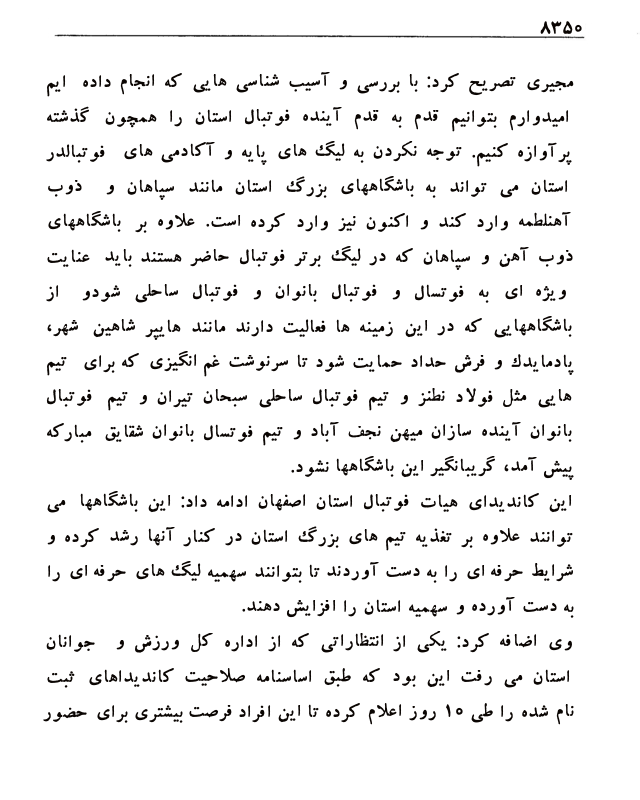 ۸۳۵۰
مجیری تصریح کرد: با بررسی و آسیب شناسی هایی که انجام داده ایم
امیدوارم بتوانیم قدم به قدم آینده فوتبال استان را همچون گذشته
پرآوازه کنیم. توجه نکردن به لیگ های پایه و آکادمی های فوتبالدر
استان می تواند به باشگاههای بزرگ استان مانند سپاهان و ذوب
آهنلطمه وارد کند و اکنون نیز وارد کرده است. علاوه بر باشگاههای
ذوب آهن و سپاهان که در لیگ برتر فوتبال حاضر هستند باید عنایت
ویژه ای به فوتسال و فوتبال بانوان و فوتبال ساحلی شودو از
باشگاههایی که در این زمینه ها فعالیت دارند مانند هایپر شاهین شهر،
پادمایدك و فرش حداد حمایت شود تا سرنوشت غم انگیزی که برای تیم
هایی مثل فولاد نطنز و تیم فوتبال ساحلی سبحان تیران و تیم فوتبال
بانوان آینده سازان میهن نجف آباد و تیم فوتسال بانوان شقایق مبارکه
پیش آمد، گریبانگیر این باشگاهها نشود.
این کاندیدای هیات فوتبال استان اصفهان ادامه داد: این باشگاهها می
توانند علاوه بر تغذیه تیم های بزرگ استان در کنار آنها رشد کرده و
شرایط حرفه ای را به دست آوردند تا بتوانند سهمیه لیگ های حرفه ای را
به دست آورده و سهمیه استان را افزایش دهند.
وی اضافه کرد: یکی از انتظاراتی که از اداره کل ورزش و جوانان
استان می رفت این بود که طبق اساسنامه صلاحیت کاندیداهای ثبت
نام شده را طی ۱۰ روز اعلام کرده تا این افراد فرصت بیشتری برای حضور